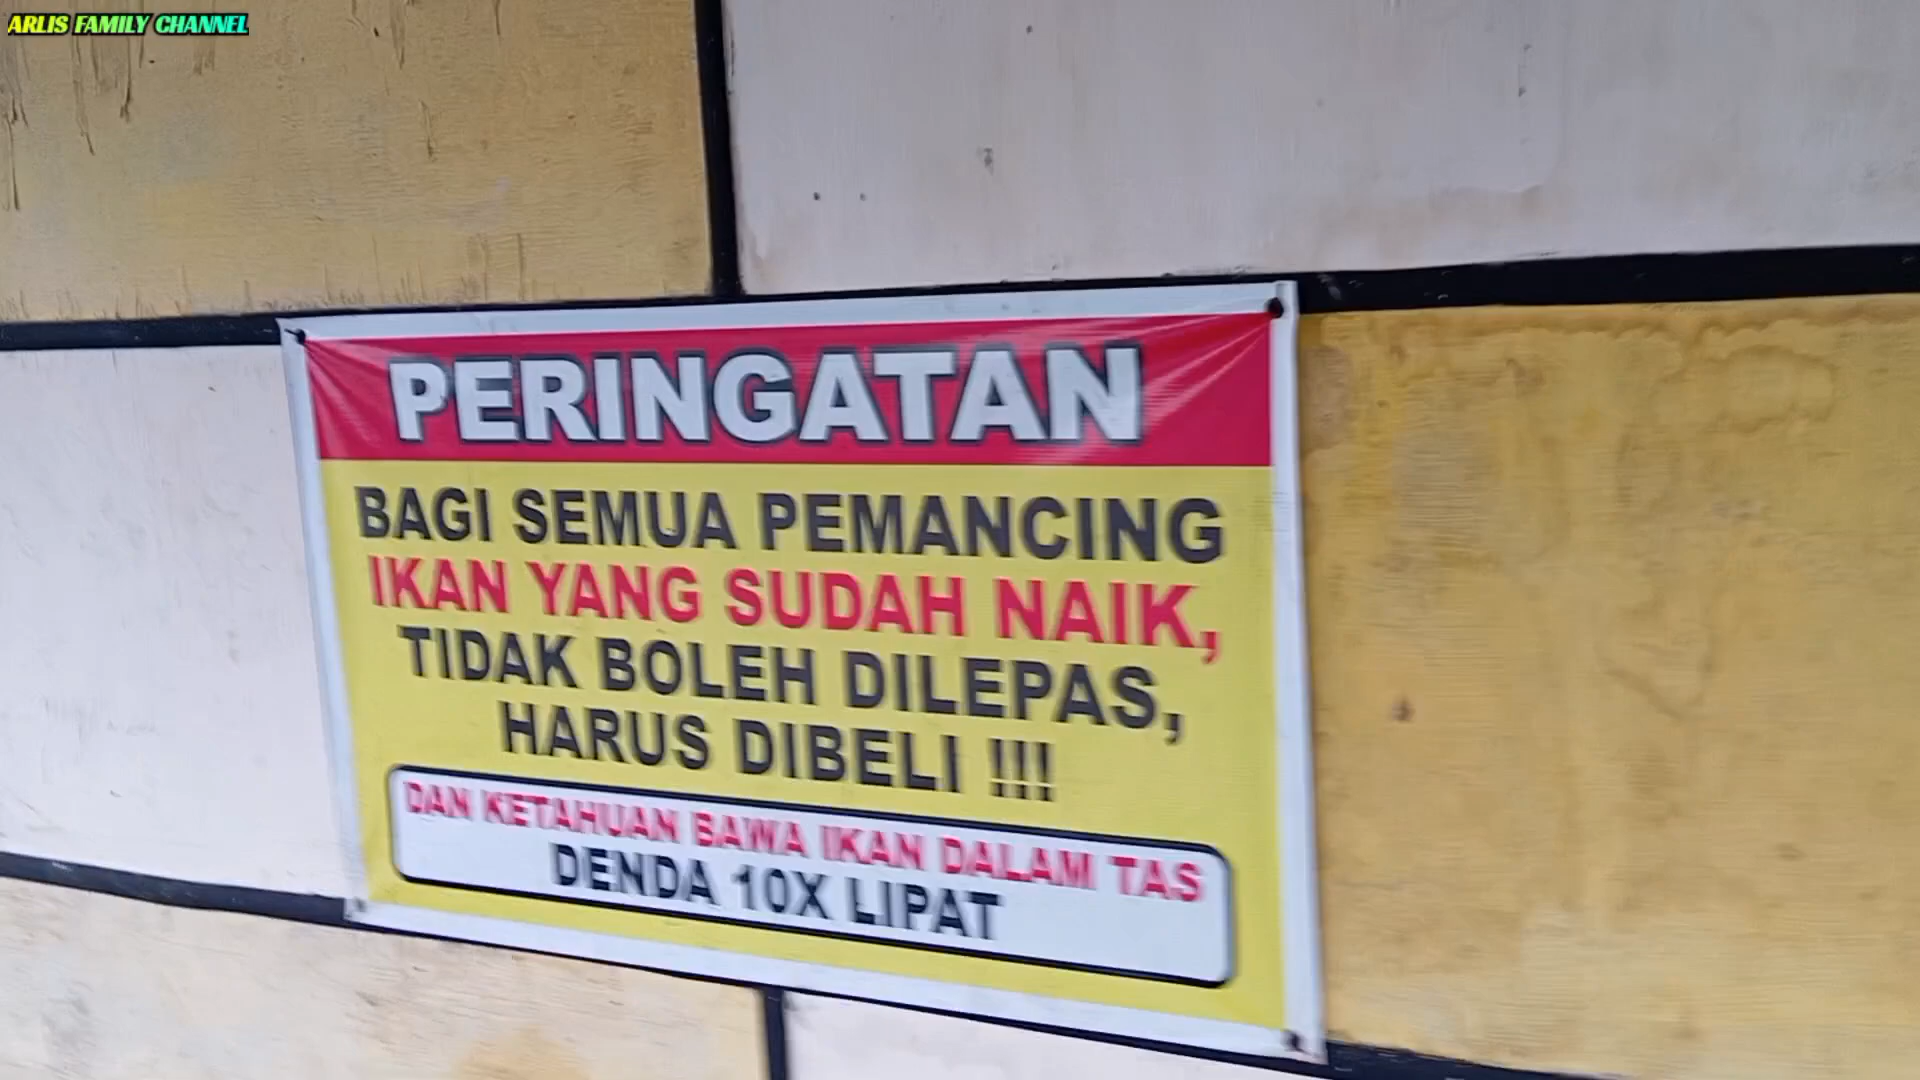 ARLIS FAMILY CHANNEL
PERINGATAN
BAGI SEMUA PEMANCING
IKAN YANG SUDAH NAIK,
TIDAK BOLEH DILEPAS,
HARUS DIBELI !!!
DAN KETAHUAN BAWA IKAN DALAM TAS
DENDA 10X LIPAT